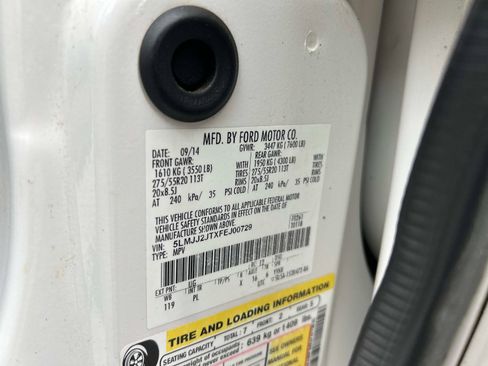 MFD. BY FORD MOTOR CO.
DATE: 09/14 GVWR: 3447 KG ( 7600 LB)
FRONT GAWR: REAR GAWR:
1610 KG ( 3550 LB) WITH 1950 KG ( 4300 LB) WITH
275/55R20 113T TIRES 275/55R20 113T TIRES
20x8.5J RIMS 20x8.5J RIMS
AT 240 kPa/ 35 PSI COLD AT 240 kPa/ 35 PSI COLD
THIS VEHICLE CONFORMS TO ALL APPLICABLE FEDERAL MOTOR
VEHICLE SAFETY STANDARDS IN EFFECT ON THE DATE OF
MANUFACTURE SHOWN ABOVE.
VIN: 5LMJJ2JTXFEJ00729
TYPE: MPV
EXT PNT: UG
WB
119 PL
TIRE AND LOADING INFORMATION
SEATING CAPACITY TOTAL: 7 FRONT: 2 REAR: 5
639 kg or 1409 lbs.
SEE OWNERS
MANUAL FOR